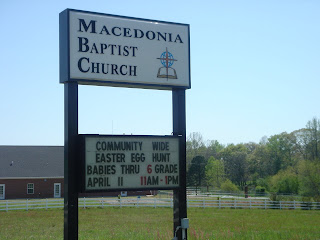 Macedonia
Baptist
Church
COMMUNITY WIDE
EASTER EGG HUNT
BABIES THRU 6 GRADE
APRIL 11 11AM-1PM